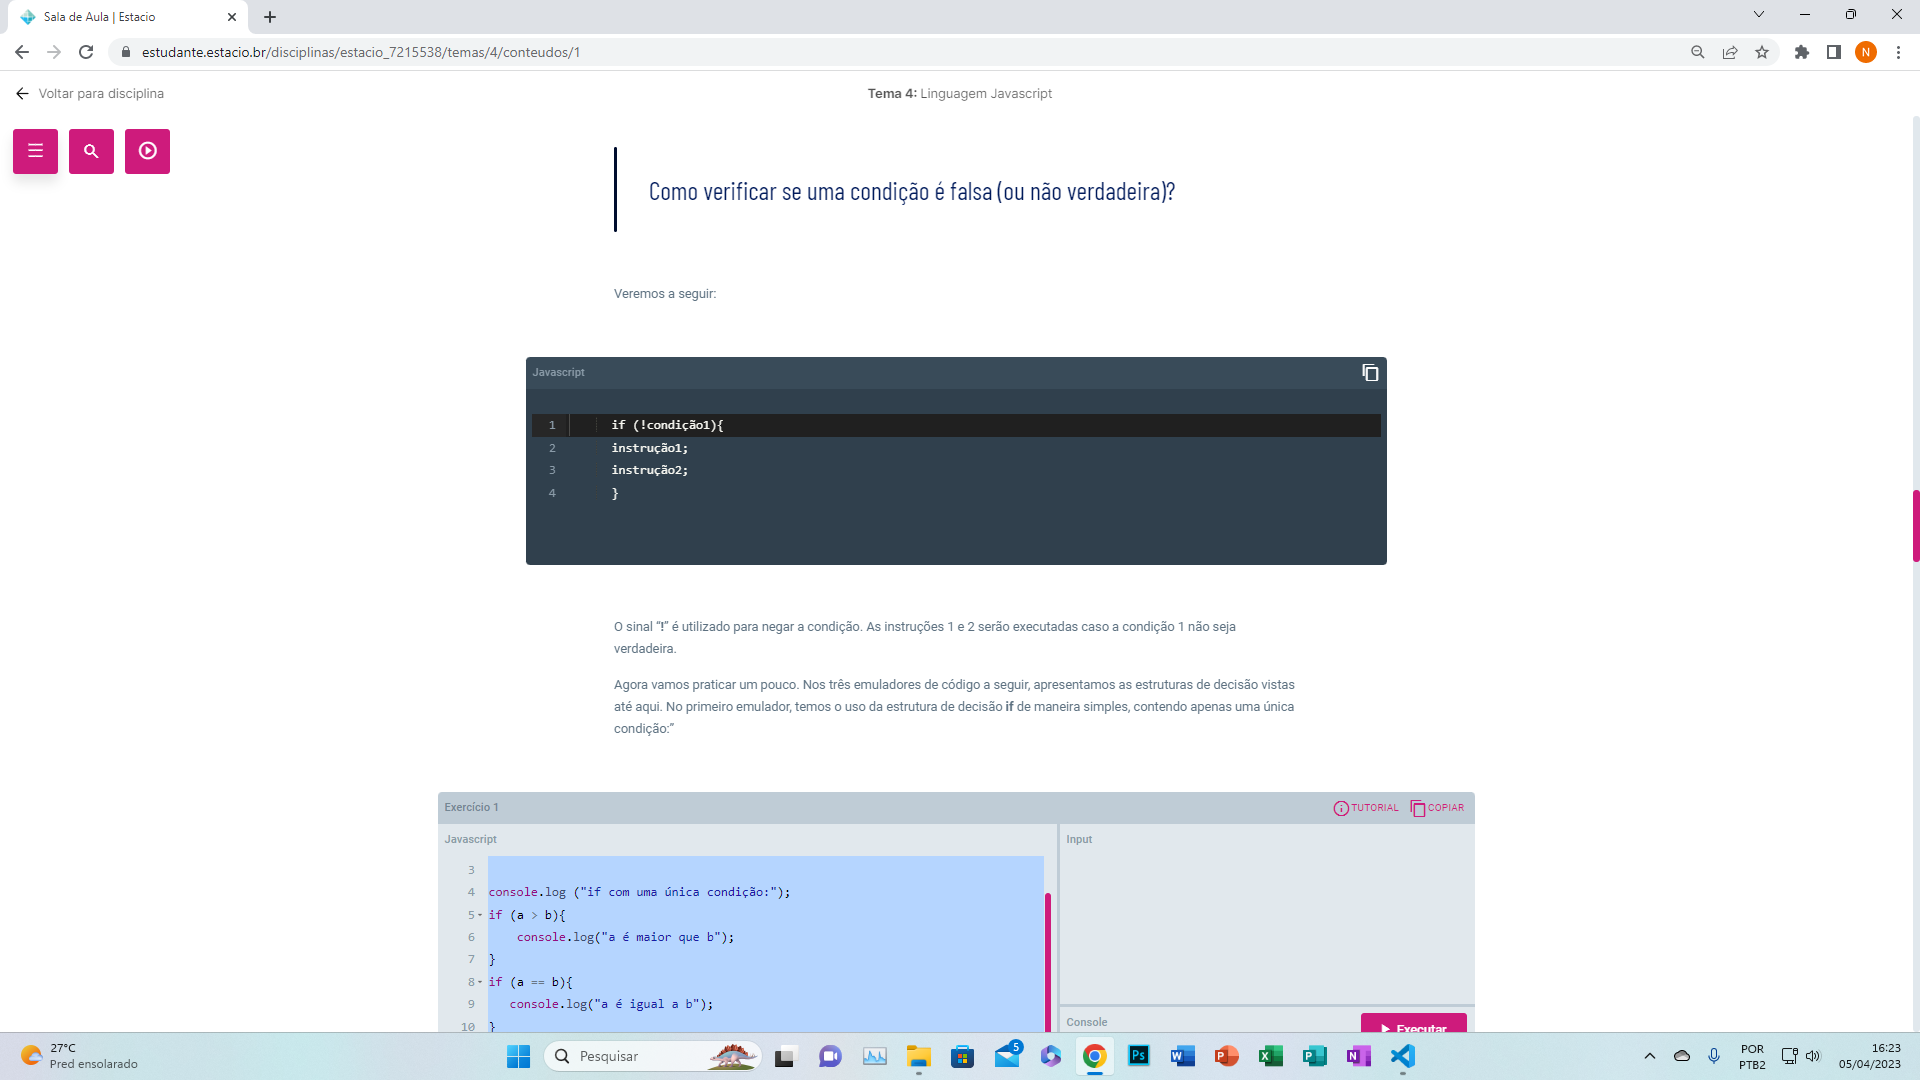 Sala de Aula | Estacio
estudante.estacio.br/disciplinas/estacio_7215538/temas/4/conteudos/1
N
Voltar para disciplina
Tema 4: Linguagem Javascript
Como verificar se uma condição é falsa (ou não verdadeira)?
Veremos a seguir:
Javascript
1 if (!condição1){
2 instrução1;
3 instrução2;
4 }
O sinal “!” é utilizado para negar a condição. As instruções 1 e 2 serão executadas caso a condição 1 não seja
verdadeira.
Agora vamos praticar um pouco. Nos três emuladores de código a seguir, apresentamos as estruturas de decisão vistas
até aqui. No primeiro emulador, temos o uso da estrutura de decisão if de maneira simples, contendo apenas uma única
condição:”
Exercício 1
TUTORIAL
COPIAR
Javascript
Input
3
4 console.log ("if com uma única condição:");
5 if (a > b){
6 console.log("a é maior que b");
7 }
8 if (a == b){
9 console.log("a é igual a b");
10 }
Console
Executar
27°C
Pred ensolarado
Pesquisar
5
Ps
W
P
X
P
N
POR
PTB2
16:23
05/04/2023